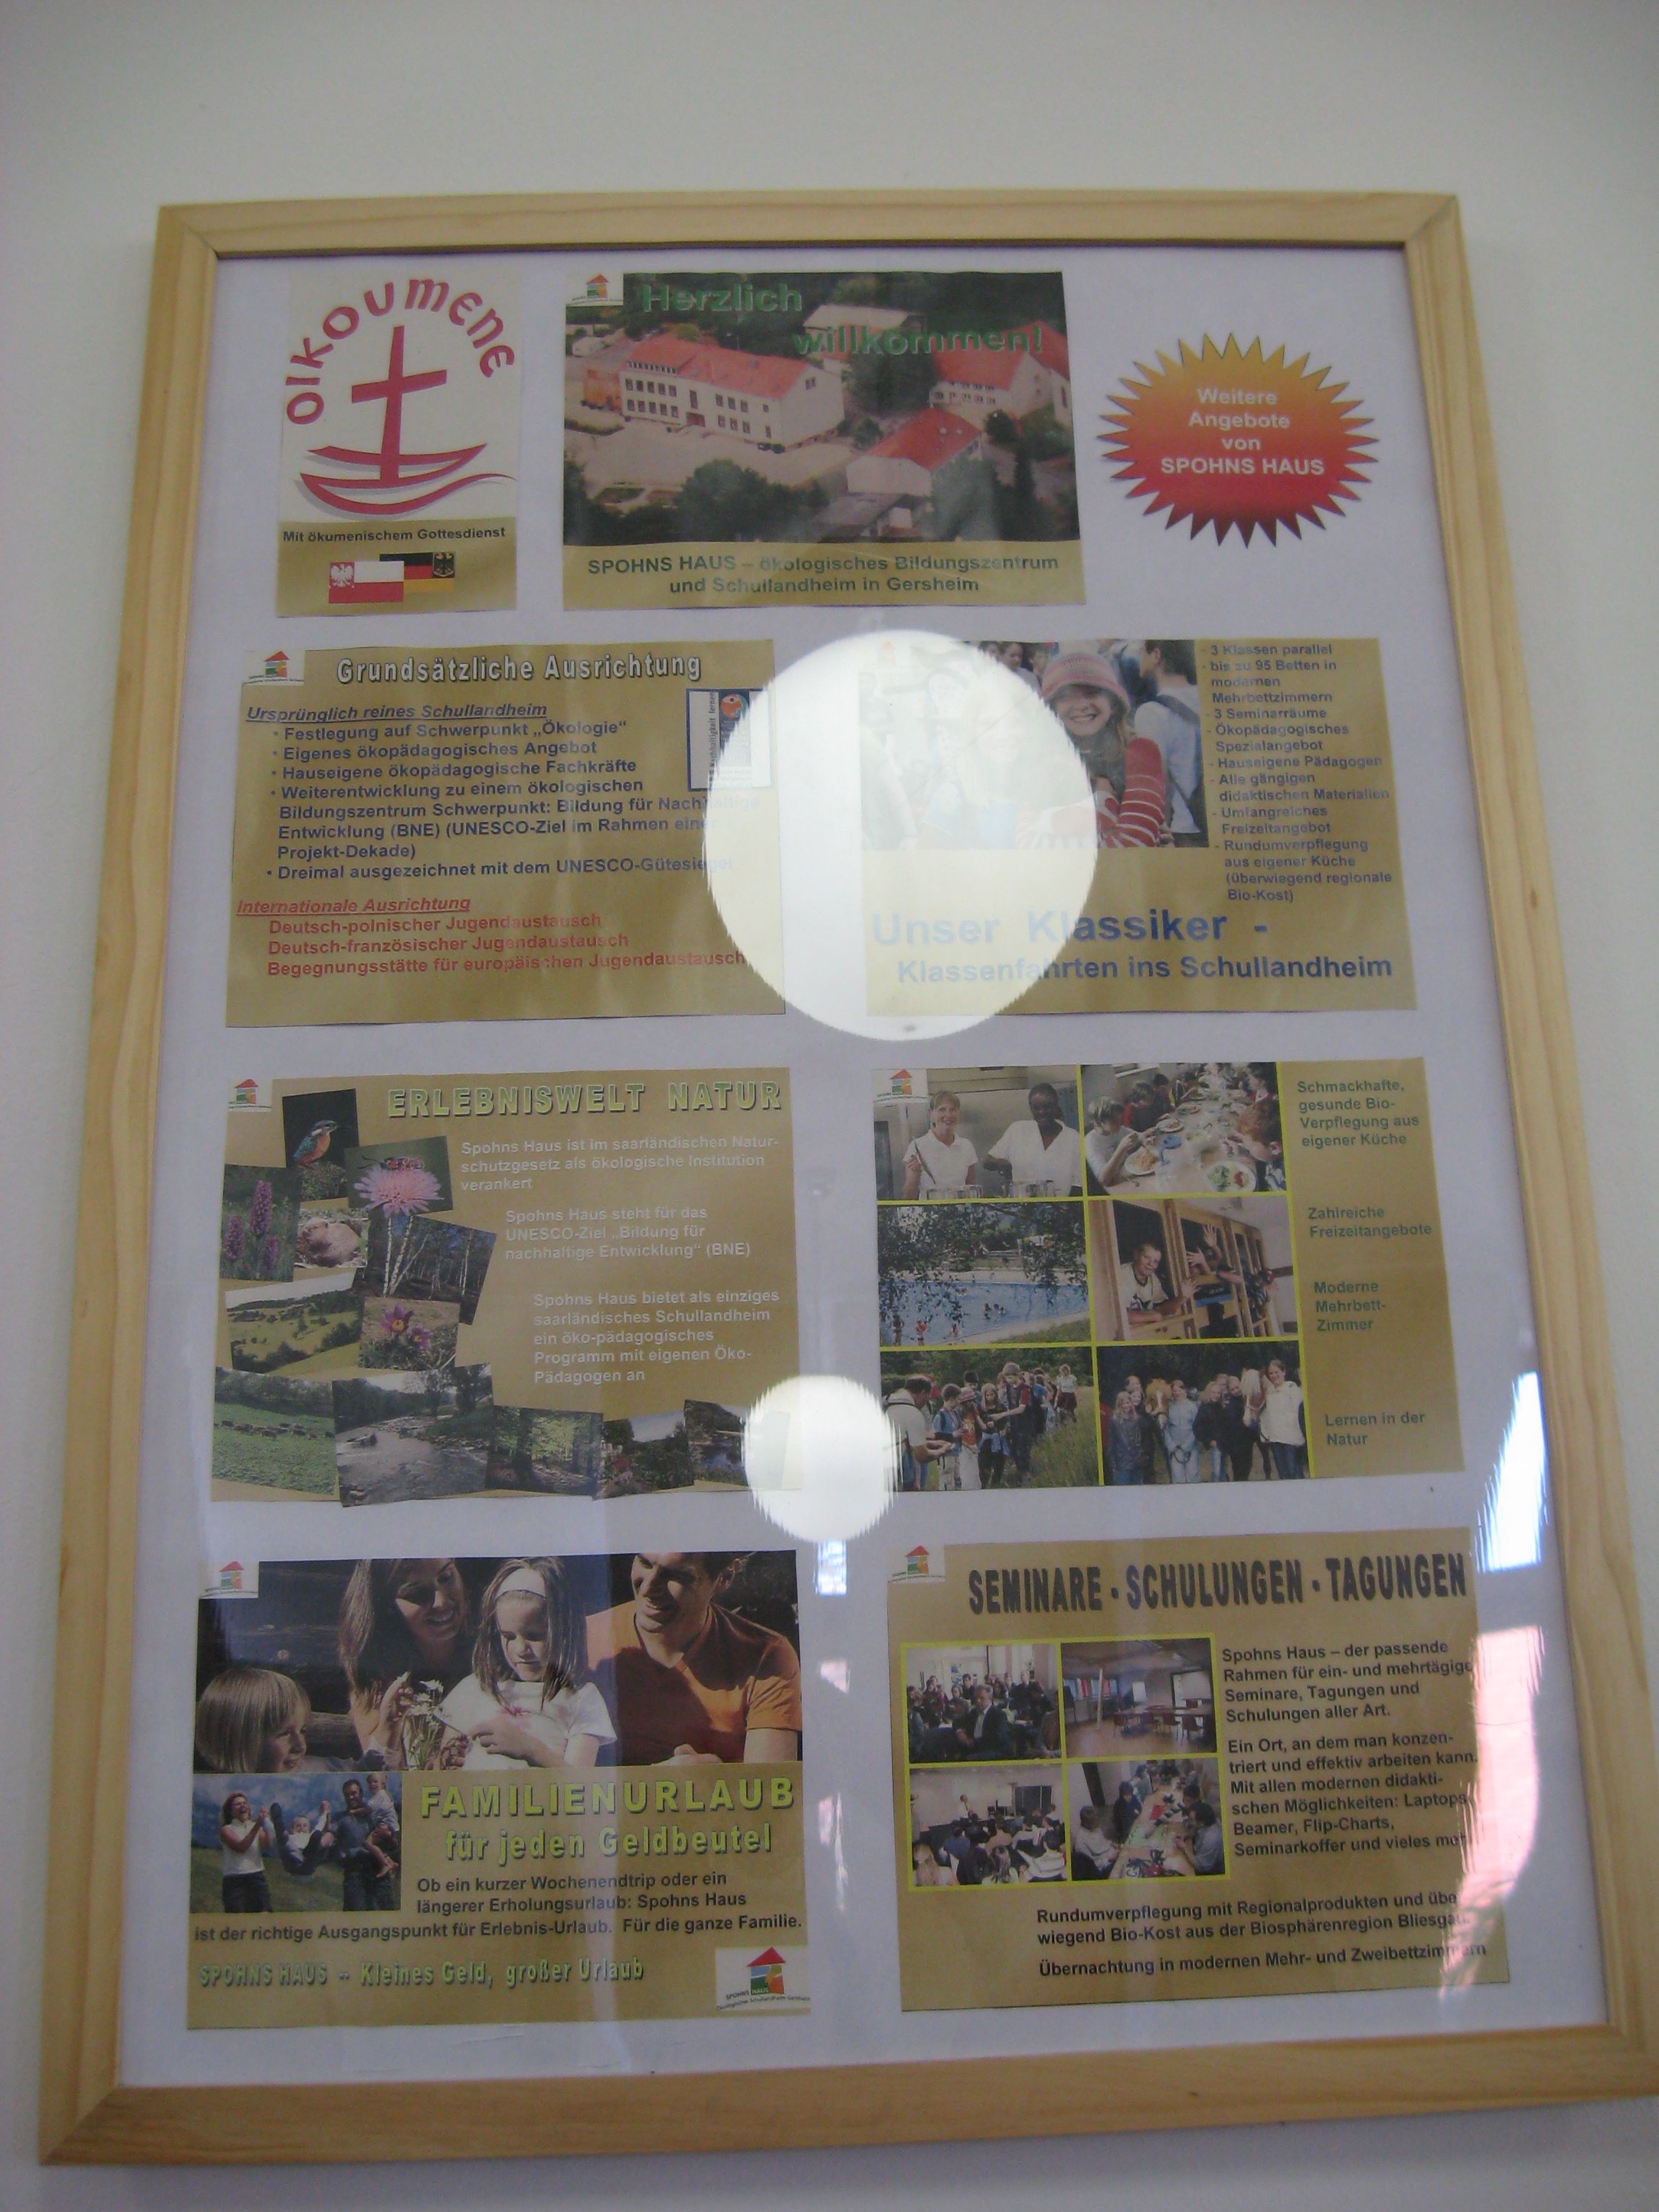 OIKOUMENE
Mit ökumenischem Gottesdienst
Herzlich
willkommen!
SPOHNS HAUS – ökologisches Bildungszentrum
und Schullandheim in Gersheim
Weitere
Angebote
von
SPOHNS HAUS
Grundsätzliche Ausrichtung
Ursprünglich reines Schullandheim
• Festlegung auf Schwerpunkt „Ökologie“
• Eigenes ökopädagogisches Angebot
• Hauseigene ökopädagogische Fachkräfte
• Weiterentwicklung zu einem ökologischen
Bildungszentrum Schwerpunkt: Bildung für Nachhaltige
Entwicklung (BNE) (UNESCO-Ziel im Rahmen einer
Projekt-Dekade)
• Dreimal ausgezeichnet mit dem UNESCO-Gütesiegel
Internationale Ausrichtung
Deutsch-polnischer Jugendaustausch
Deutsch-französischer Jugendaustausch
Begegnungsstätte für europäischen Jugendaustausch
- 3 Klassen parallel
- bis zu 95 Betten in
modernen
Mehrbettzimmern
- 3 Seminarräume
- Ökopädagogisches
Spezialangebot
- Hauseigene Pädagogen
- Alle gängigen
didaktischen Materialien
- Umfangreiches
Freizeitangebot
- Rundumverpflegung
aus eigener Küche
(überwiegend regionale
Bio-Kost)
Unser Klassiker -
Klassenfahrten ins Schullandheim
ERLEBNISWELT NATUR
Spohns Haus ist im saarländischen Natur-
schutzgesetz als ökologische Institution
verankert
Spohns Haus steht für das
UNESCO-Ziel „Bildung für
nachhaltige Entwicklung“ (BNE)
Spohns Haus bietet als einziges
saarländisches Schullandheim
ein öko-pädagogisches
Programm mit eigenen Öko-
Pädagogen an
Schmackhafte,
gesunde Bio-
Verpflegung aus
eigener Küche
Zahlreiche
Freizeitangebote
Moderne
Mehrbett-
Zimmer
Lernen in der
Natur
FAMILIENURLAUB
für jeden Geldbeutel
Ob ein kurzer Wochenendtrip oder ein
längerer Erholungsurlaub: Spohns Haus
ist der richtige Ausgangspunkt für Erlebnis-Urlaub. Für die ganze Familie.
SPOHNS HAUS – Kleines Geld, großer Urlaub
SPOHNS HAUS
Ökologisches Schullandheim Gersheim
SEMINARE - SCHULUNGEN - TAGUNGEN
Spohns Haus – der passende
Rahmen für ein- und mehrtägige
Seminare, Tagungen und
Schulungen aller Art.
Ein Ort, an dem man konzen-
triert und effektiv arbeiten kann.
Mit allen modernen didakti-
schen Möglichkeiten: Laptops,
Beamer, Flip-Charts,
Seminarkoffer und vieles mehr
Rundumverpflegung mit Regionalprodukten und über-
wiegend Bio-Kost aus der Biosphärenregion Bliesgau.
Übernachtung in modernen Mehr- und Zweibettzimmern